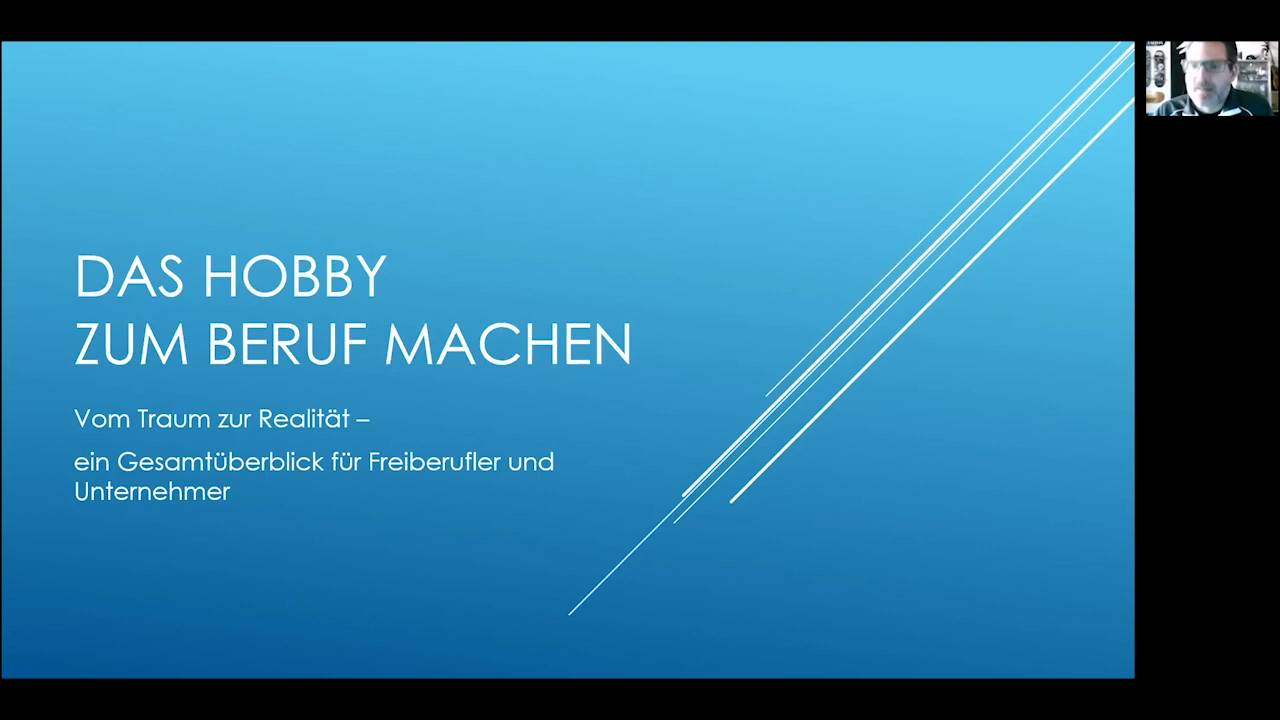 DAS HOBBY
ZUM BERUF MACHEN
Vom Traum zur Realität –
ein Gesamtüberblick für Freiberufler und
Unternehmer